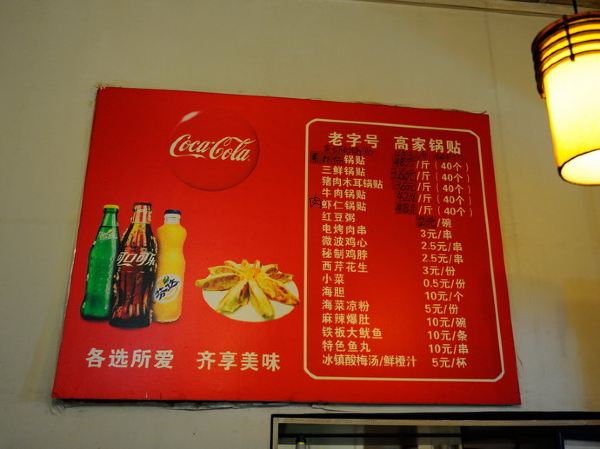 Coca-Cola
可口可乐
芬达
各选所爱 齐享美味
老字号 高家锅贴
锅贴 /斤（40个）
三鲜锅贴 /斤（40个）
猪肉木耳锅贴 /斤（40个）
牛肉锅贴 /斤（40个）
肉虾仁锅贴 /斤（40个）
红豆粥 /碗
电烤肉串 3元/串
微波鸡心 2.5元/串
秘制鸡脖 2.5元/串
西芹花生 3元/份
小菜 0.5元/份
海胆 10元/个
海菜凉粉 5元/份
麻辣爆肚 10元/碗
铁板大鱿鱼 10元/条
特色鱼丸 10元/串
冰镇酸梅汤/鲜橙汁 5元/杯